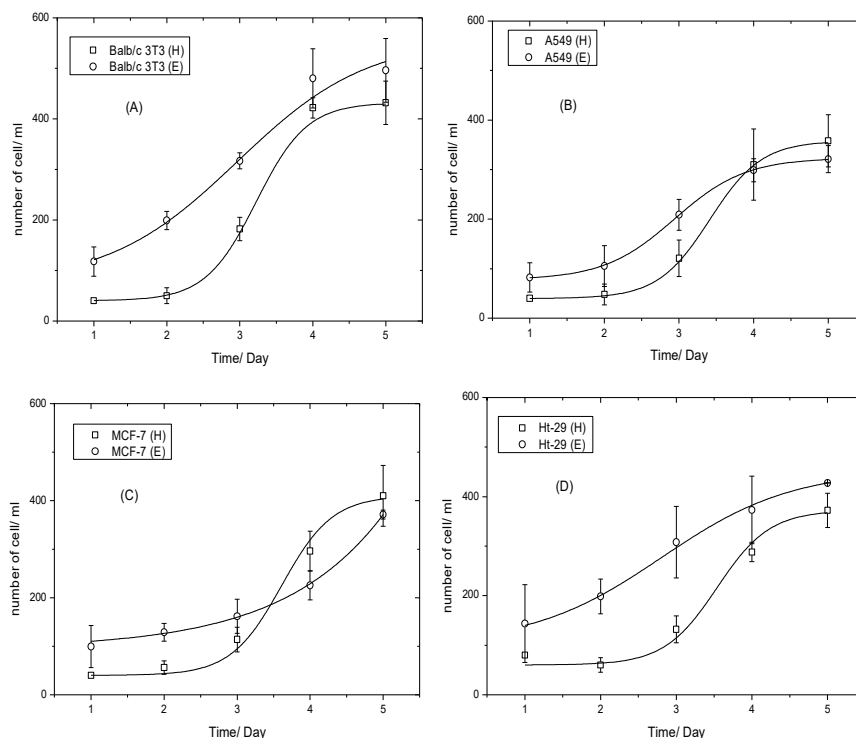 600
400
200
0
number of cell/ ml
Balb/c 3T3 (H)
Balb/c 3T3 (E)
(A)
1 2 3 4 5
Time/ Day
600
400
200
0
number of cell/ ml
A549 (H)
A549 (E)
(B)
1 2 3 4 5
Time/ Day
600
400
200
0
number of cell/ ml
MCF-7 (H)
MCF-7 (E)
(C)
1 2 3 4 5
Time/ Day
600
400
200
0
number of cell/ ml
Ht-29 (H)
Ht-29 (E)
(D)
1 2 3 4 5
Time/ Day